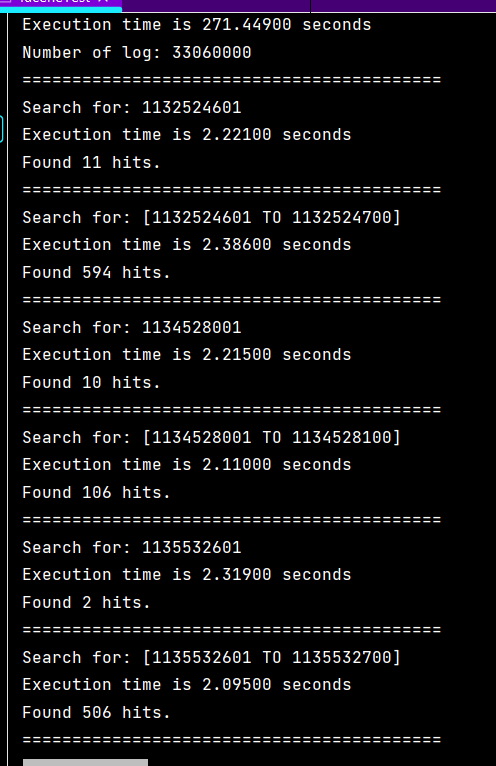 Execution time is 271.44900 seconds
Number of log: 33060000
===========================================
Search for: 1132524601
Execution time is 2.22100 seconds
Found 11 hits.
===========================================
Search for: [1132524601 TO 1132524700]
Execution time is 2.38600 seconds
Found 594 hits.
===========================================
Search for: 1134528001
Execution time is 2.21500 seconds
Found 10 hits.
===========================================
Search for: [1134528001 TO 1134528100]
Execution time is 2.11000 seconds
Found 106 hits.
===========================================
Search for: 1135532601
Execution time is 2.31900 seconds
Found 2 hits.
===========================================
Search for: [1135532601 TO 1135532700]
Execution time is 2.09500 seconds
Found 506 hits.
===========================================